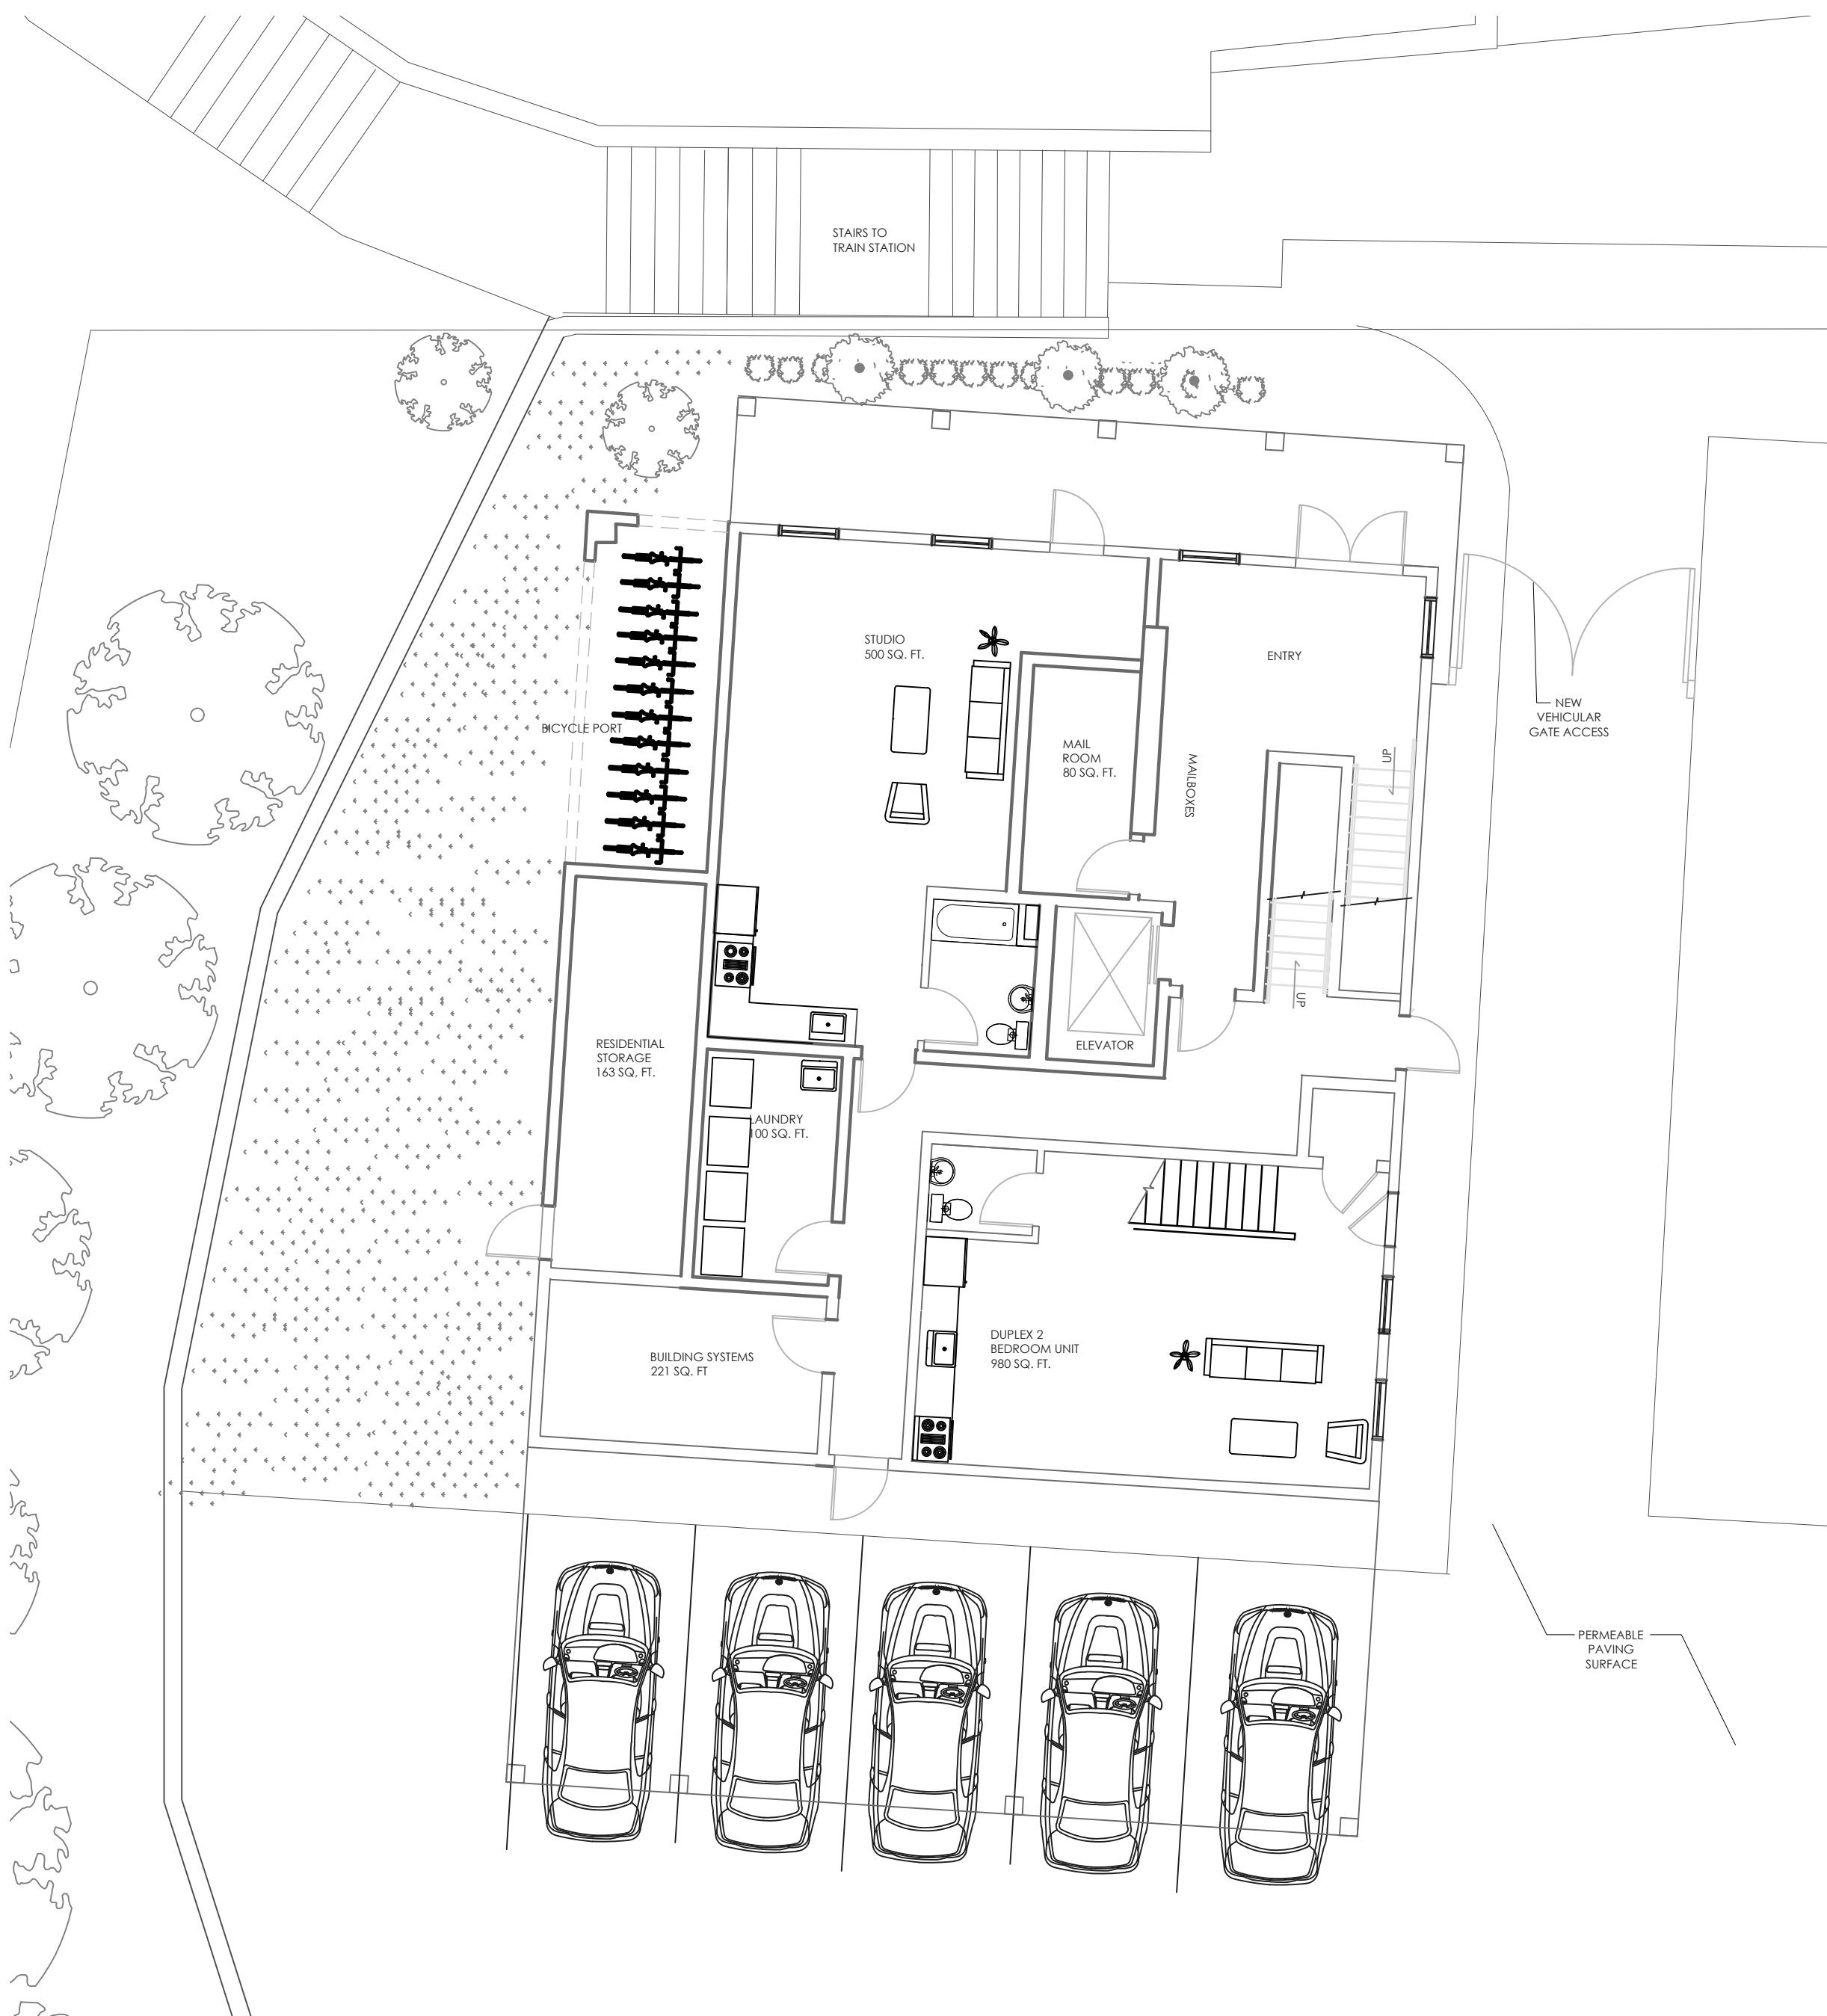 STAIRS TO
TRAIN STATION
STUDIO
500 SQ. FT.
ENTRY
NEW
VEHICULAR
GATE ACCESS
BICYCLE PORT
MAIL
ROOM
80 SQ. FT.
MAILBOXES
UP
UP
ELEVATOR
RESIDENTIAL
STORAGE
163 SQ, FT.
LAUNDRY
100 SQ. FT.
DUPLEX 2
BEDROOM UNIT
980 SQ. FT.
BUILDING SYSTEMS
221 SQ. FT
PERMEABLE
PAVING
SURFACE